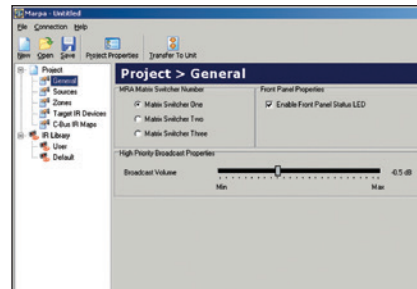 Marpa - Untitled
File Connection Help
New Open Save Project Properties Transfer To Unit
Project
General
Sources
Zones
Target IR Devices
C-Bus IR Maps
IR Library
User
Default
Project > General
MRA Matrix Switcher Number
Matrix Switcher One
Matrix Switcher Two
Matrix Switcher Three
Front Panel Properties
Enable Front Panel Status LED
High Priority Broadcast Properties
Broadcast Volume
-0.5 dB
Min Max